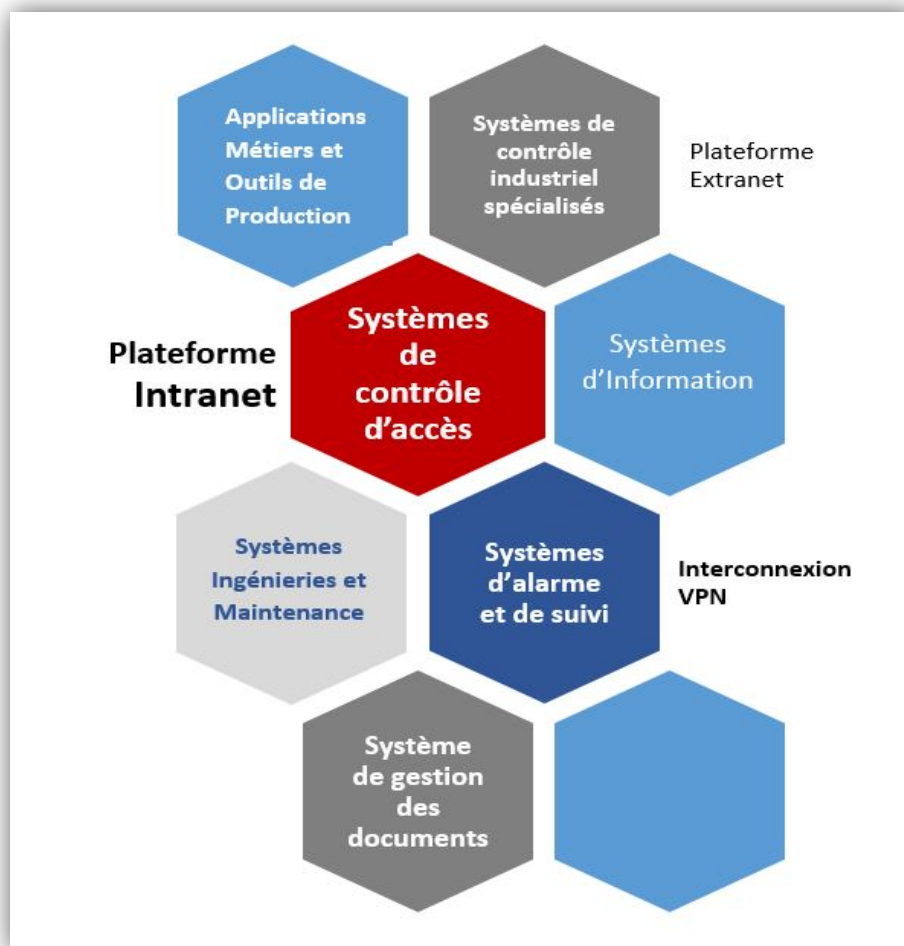 Applications
Métiers et
Outils de
Production
Systèmes de
contrôle
industriel
spécialisés
Plateforme
Extranet
Plateforme
Intranet
Systèmes
de
contrôle
d'accès
Systèmes
d'Information
Systèmes
Ingénieries et
Maintenance
Systèmes
d'alarme
et de suivi
Interconnexion
VPN
Système
de gestion
des
documents